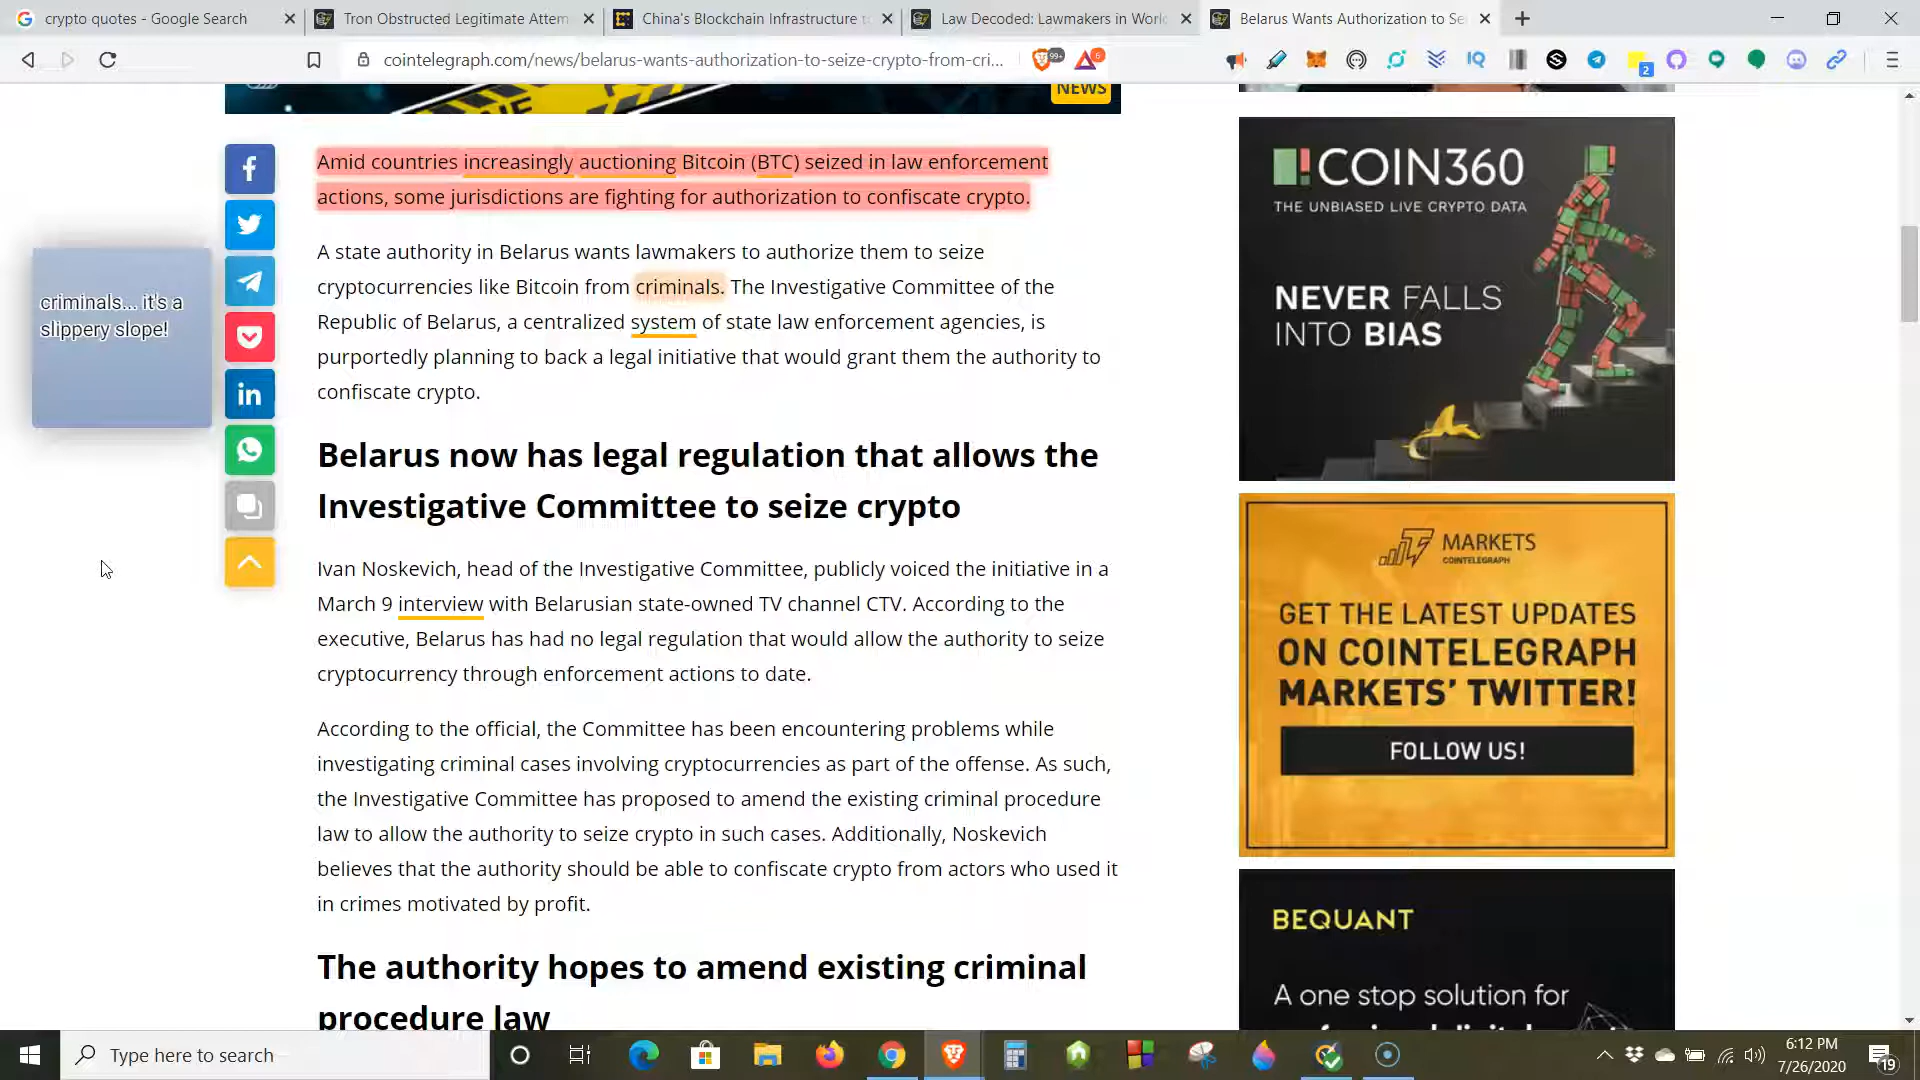 crypto quotes - Google Search
Tron Obstructed Legitimate Attem
China's Blockchain Infrastructure t
Law Decoded: Lawmakers in Worl
Belarus Wants Authorization to Se
cointelegraph.com/news/belarus-wants-authorization-to-seize-crypto-from-cri...
99+
6
IQ
2
NEWS
Amid countries increasingly auctioning Bitcoin (BTC) seized in law enforcement
actions, some jurisdictions are fighting for authorization to confiscate crypto.
A state authority in Belarus wants lawmakers to authorize them to seize
cryptocurrencies like Bitcoin from criminals. The Investigative Committee of the
Republic of Belarus, a centralized system of state law enforcement agencies, is
purportedly planning to back a legal initiative that would grant them the authority to
confiscate crypto.
criminals.... it's a
slippery slope!
Belarus now has legal regulation that allows the
Investigative Committee to seize crypto
Ivan Noskevich, head of the Investigative Committee, publicly voiced the initiative in a
March 9 interview with Belarusian state-owned TV channel CTV. According to the
executive, Belarus has had no legal regulation that would allow the authority to seize
cryptocurrency through enforcement actions to date.
According to the official, the Committee has been encountering problems while
investigating criminal cases involving cryptocurrencies as part of the offense. As such,
the Investigative Committee has proposed to amend the existing criminal procedure
law to allow the authority to seize crypto in such cases. Additionally, Noskevich
believes that the authority should be able to confiscate crypto from actors who used it
in crimes motivated by profit.
The authority hopes to amend existing criminal
procedure law
COIN360
THE UNBIASED LIVE CRYPTO DATA
NEVER FALLS
INTO BIAS
MARKETS
COINTELEGRAPH
GET THE LATEST UPDATES
ON COINTELEGRAPH
MARKETS' TWITTER!
FOLLOW US!
BEQUANT
A one stop solution for
Type here to search
6:12 PM
7/26/2020
19